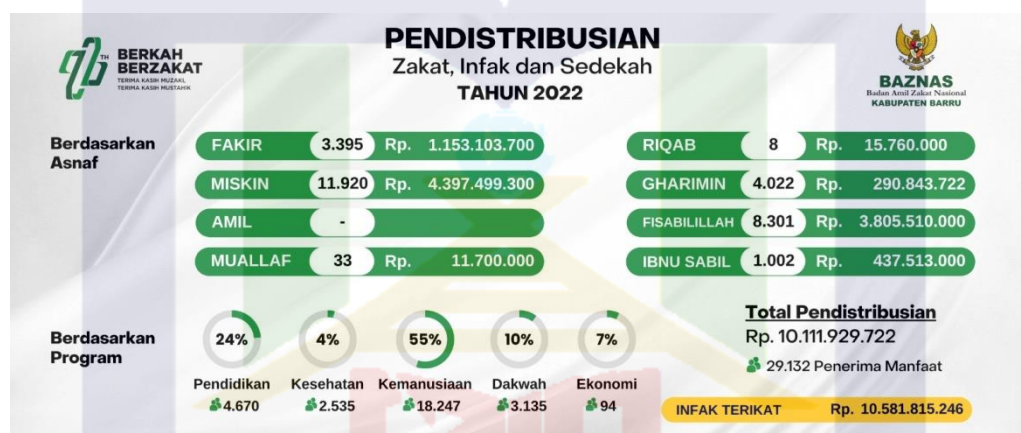 TH
BERKAH
BERZAKAT
TERIMA KASIH MUZAKI,
TERIMA KASIH MUSTAHIK
PENDISTRIBUSIAN
Zakat, Infak dan Sedekah
TAHUN 2022
BAZNAS
Badan Amil Zakat Nasional
KABUPATEN BARRU
Berdasarkan
Asnaf
FAKIR 3.395 Rp. 1.153.103.700
MISKIN 11.920 Rp. 4.397.499.300
AMIL -
MUALLAF 33 Rp. 11.700.000
RIQAB 8 Rp. 15.760.000
GHARIMIN 4.022 Rp. 290.843.722
FISABILILLAH 8.301 Rp. 3.805.510.000
IBNU SABIL 1.002 Rp. 437.513.000
Berdasarkan
Program
24% 4% 55% 10% 7%
Pendidikan Kesehatan Kemanusiaan Dakwah Ekonomi
4.670 2.535 18.247 3.135 94
Total Pendistribusian
Rp. 10.111.929.722
29.132 Penerima Manfaat
INFAK TERIKAT Rp. 10.581.815.246